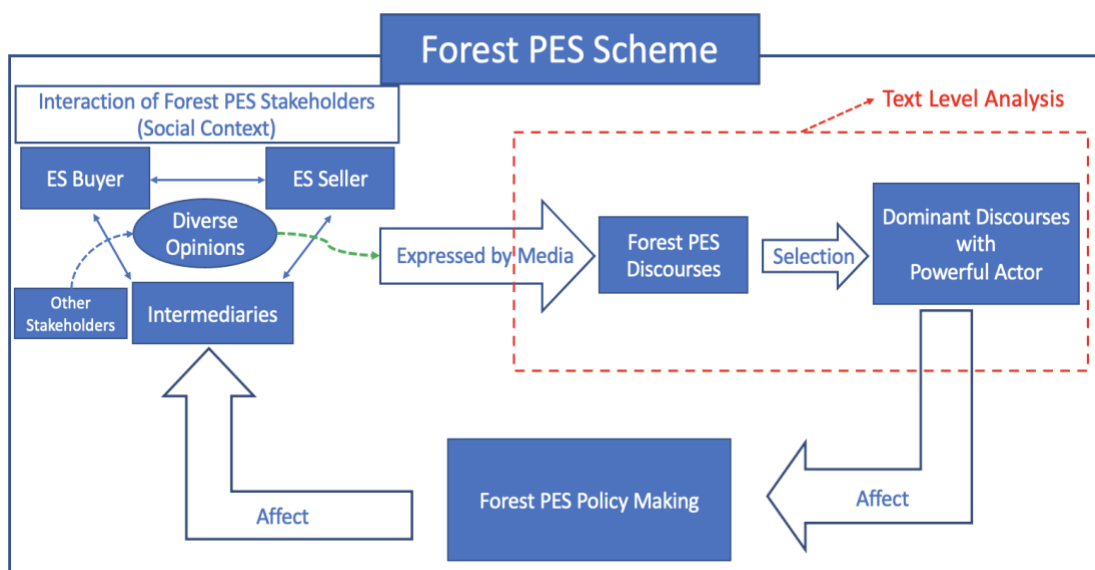 Forest PES Scheme
Interaction of Forest PES Stakeholders
(Social Context)
Text Level Analysis
ES Buyer
ES Seller
Diverse
Opinions
Other
Stakeholders
Intermediaries
Expressed by Media
Forest PES
Discourses
Selection
Dominant Discourses
with
Powerful Actor
Affect
Forest PES Policy Making
Affect